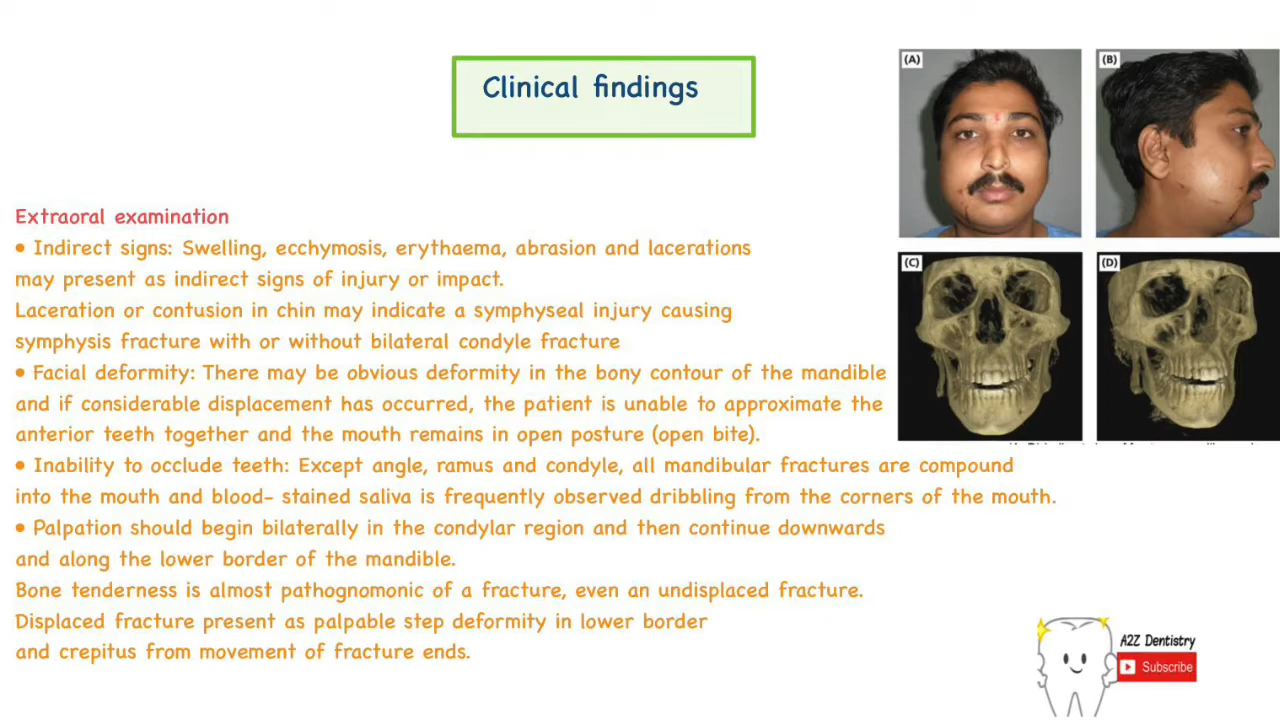 Clinical findings
(A)
(B)
(C)
(D)
Extraoral examination
• Indirect signs: Swelling, ecchymosis, erythaema, abrasion and lacerations
may present as indirect signs of injury or impact.
Laceration or contusion in chin may indicate a symphyseal injury causing
symphysis fracture with or without bilateral condyle fracture
• Facial deformity: There may be obvious deformity in the bony contour of the mandible
and if considerable displacement has occurred, the patient is unable to approximate the
anterior teeth together and the mouth remains in open posture (open bite).
• Inability to occlude teeth: Except angle, ramus and condyle, all mandibular fractures are compound
into the mouth and blood- stained saliva is frequently observed dribbling from the corners of the mouth.
• Palpation should begin bilaterally in the condylar region and then continue downwards
and along the lower border of the mandible.
Bone tenderness is almost pathognomonic of a fracture, even an undisplaced fracture.
Displaced fracture present as palpable step deformity in lower border
and crepitus from movement of fracture ends.
A2Z Dentistry
Subscribe